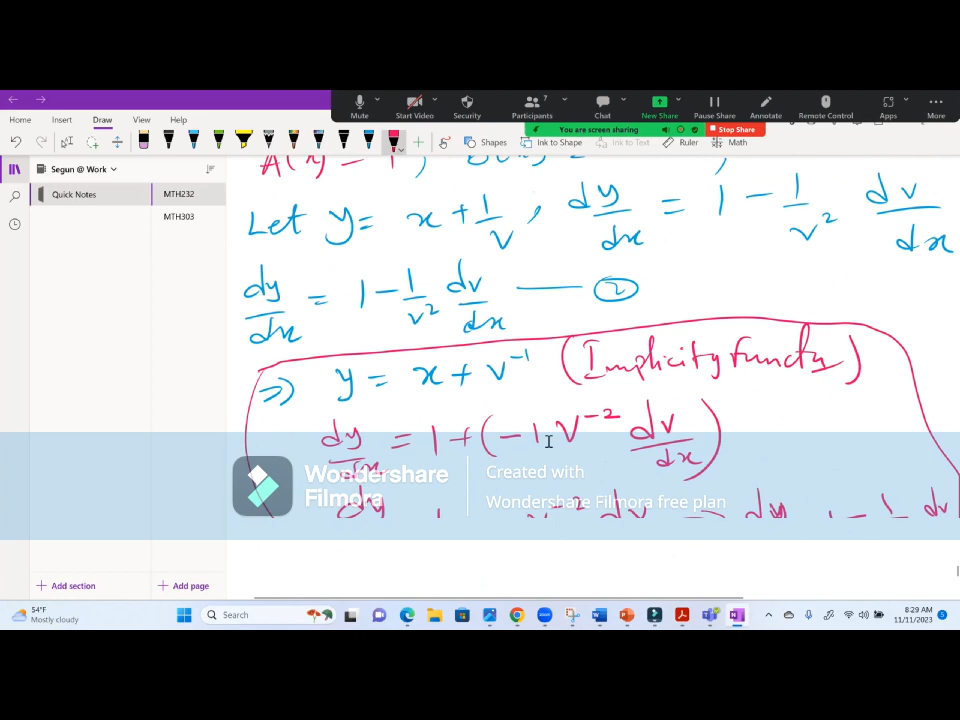 Mute
Start Video
Security
7
Participants
Chat
New Share
Pause Share
Annotate
Remote Control
Apps
More
Home Insert Draw View Help
You are screen sharing Stop Share
Shapes Ink to Shape Ink to Text Ruler Math
Segun @ Work
Quick Notes
MTH232
MTH303
A(x) = 1,
Let y = x + 1/v, dy/dx = 1 - 1/v² dv/dx
dy/dx = 1 - 1/v² dv/dx —— ②
⇒ y = x + v⁻¹ (Implicity functn)
dy/dx = 1 + (-1 v⁻² dv/dx)
Wondershare
Filmora
Created with
Wondershare Filmora free plan
Add section
Add page
54°F
Mostly cloudy
Search
8:29 AM
11/11/2023
5